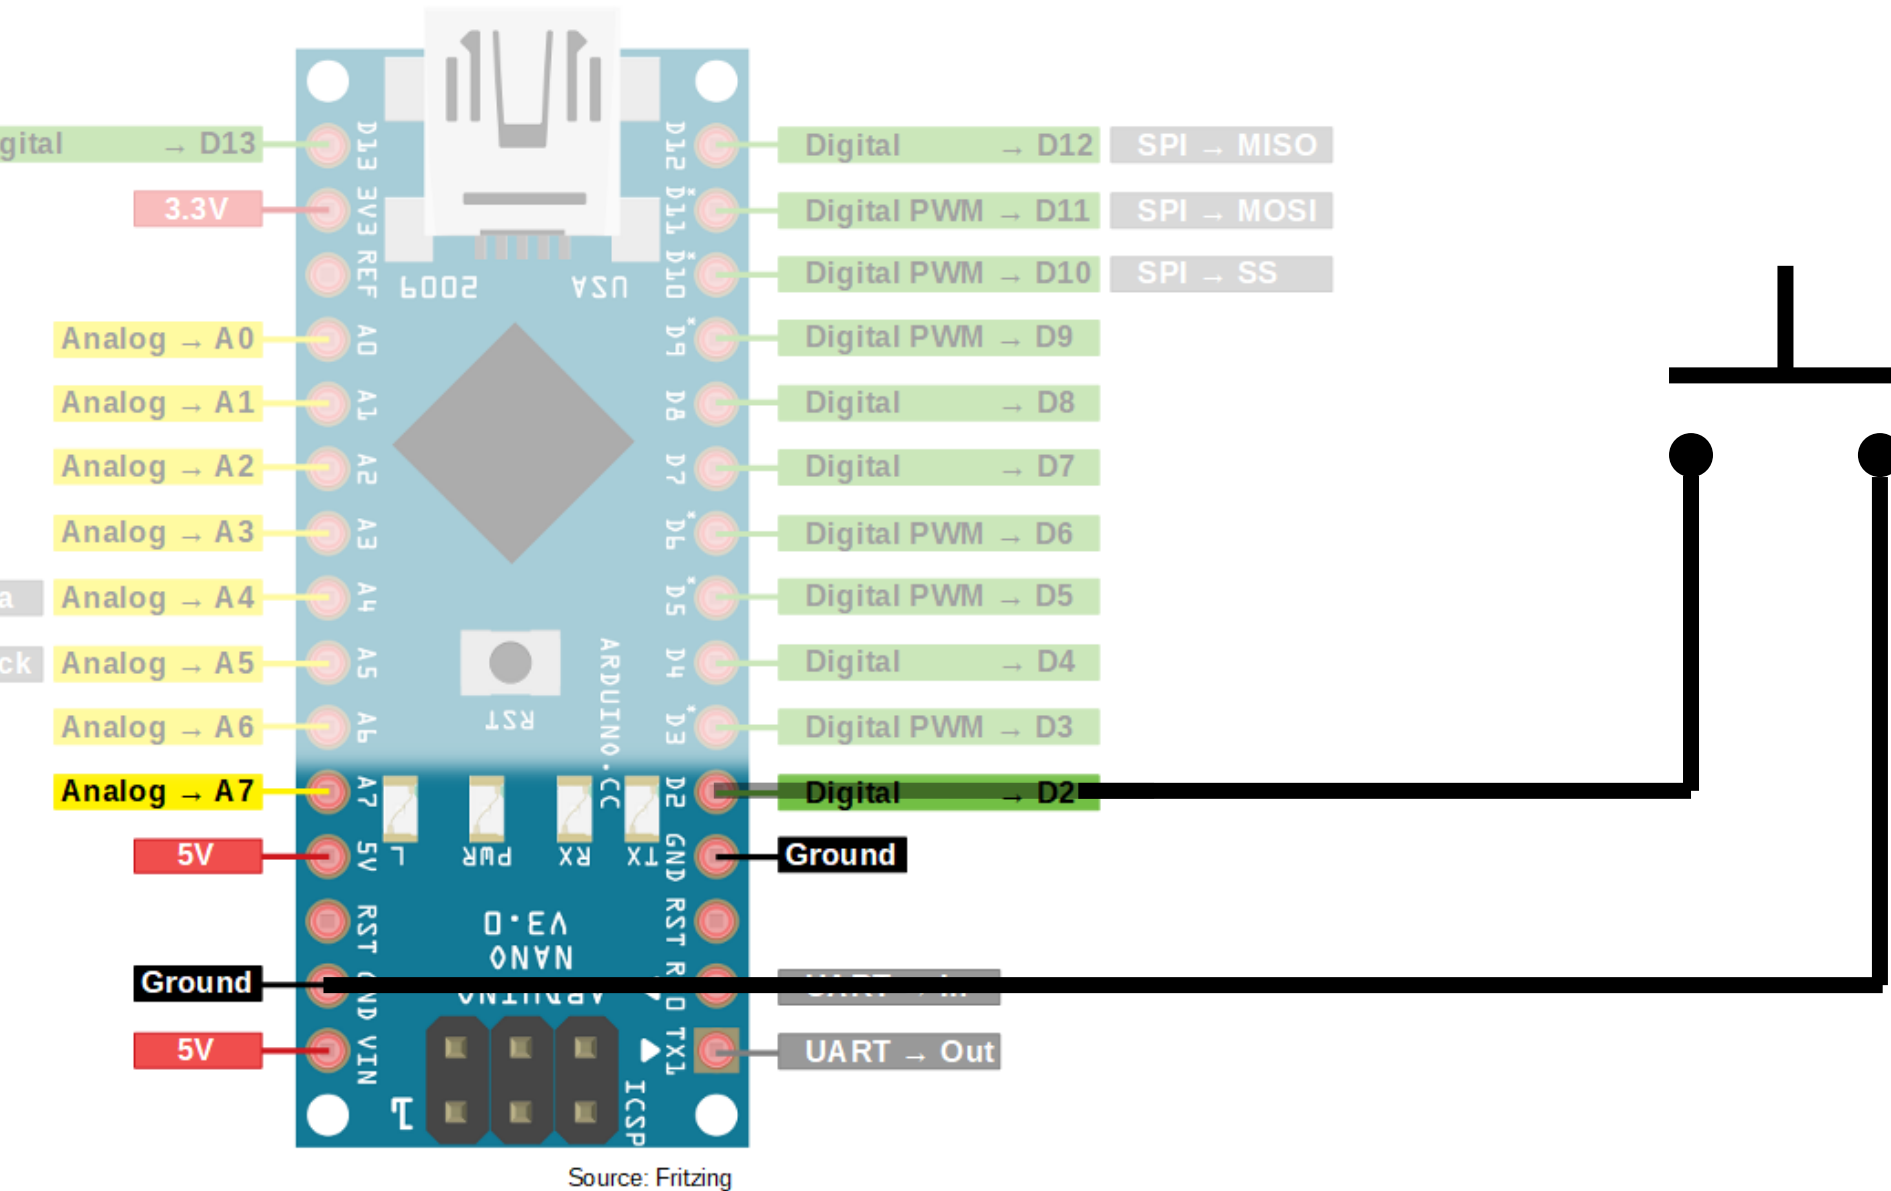 gital → D13
3.3V
Analog → A0
Analog → A1
Analog → A2
Analog → A3
a Analog → A4
ck Analog → A5
Analog → A6
Analog → A7
5V
Ground
5V
D13
3V3
REF
A0
A1
A2
A3
A4
A5
A6
A7
5V
RST
GND
VIN
2009
USA
RST
ARDUINO.CC
L
PWR
RX
TX
V3.0
NANO
ARDUINO
1
ICSP
D12
D11*
D10*
D9*
D8
D7
D6*
D5*
D4
D3*
D2
GND
RST
TX1
Digital → D12 SPI → MISO
Digital PWM → D11 SPI → MOSI
Digital PWM → D10 SPI → SS
Digital PWM → D9
Digital → D8
Digital → D7
Digital PWM → D6
Digital PWM → D5
Digital → D4
Digital PWM → D3
Digital → D2
Ground
UART → In
UART → Out
Source: Fritzing